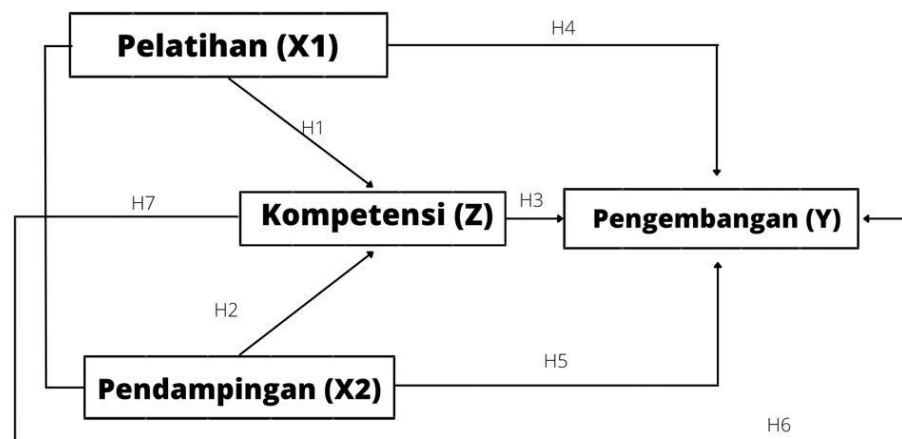 Pelatihan (X1)
H4
H1
H7
Kompetensi (Z)
H3
Pengembangan (Y)
H2
Pendampingan (X2)
H5
H6